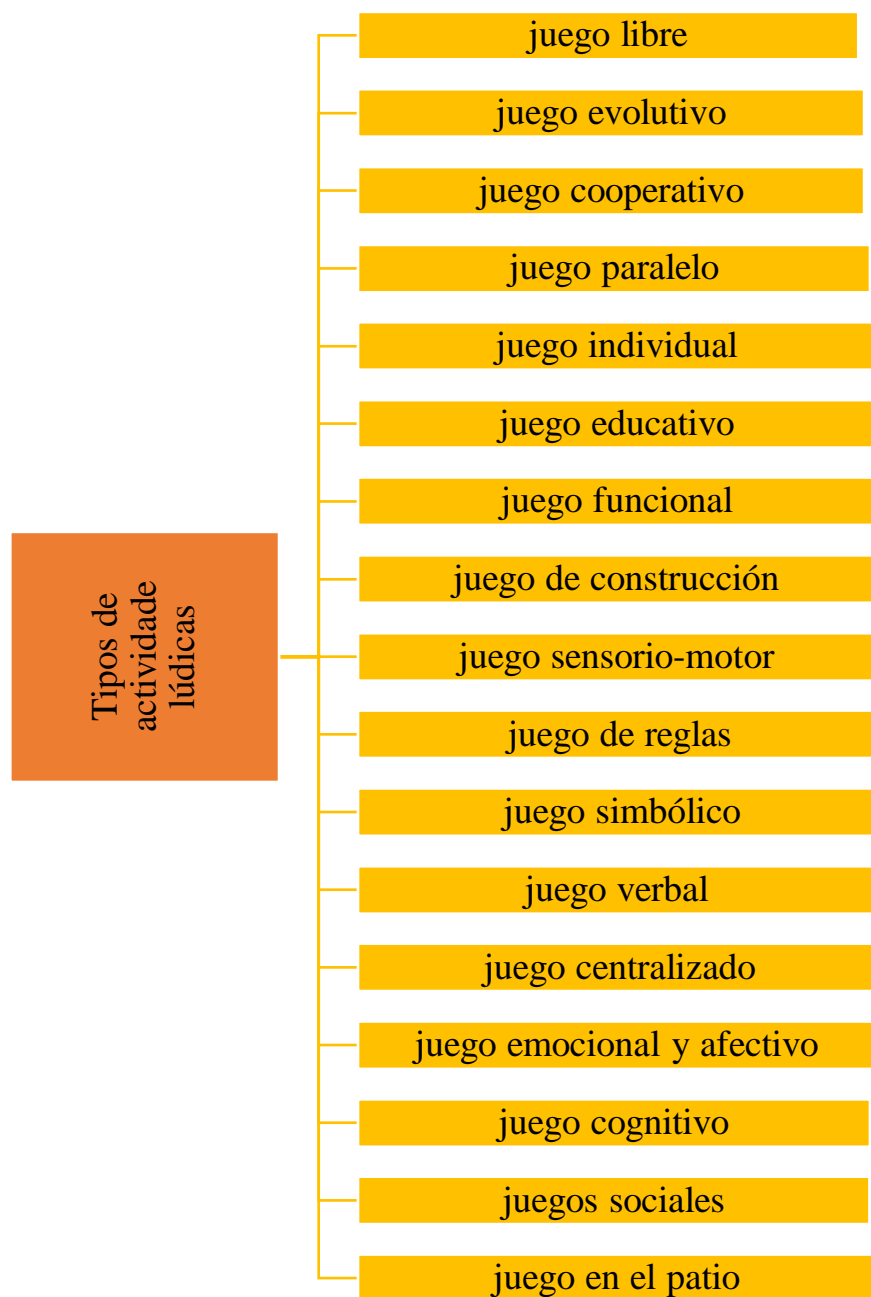 Tipos de
actividade
lúdicas
juego libre
juego evolutivo
juego cooperativo
juego paralelo
juego individual
juego educativo
juego funcional
juego de construcción
juego sensorio-motor
juego de reglas
juego simbólico
juego verbal
juego centralizado
juego emocional y afectivo
juego cognitivo
juegos sociales
juego en el patio